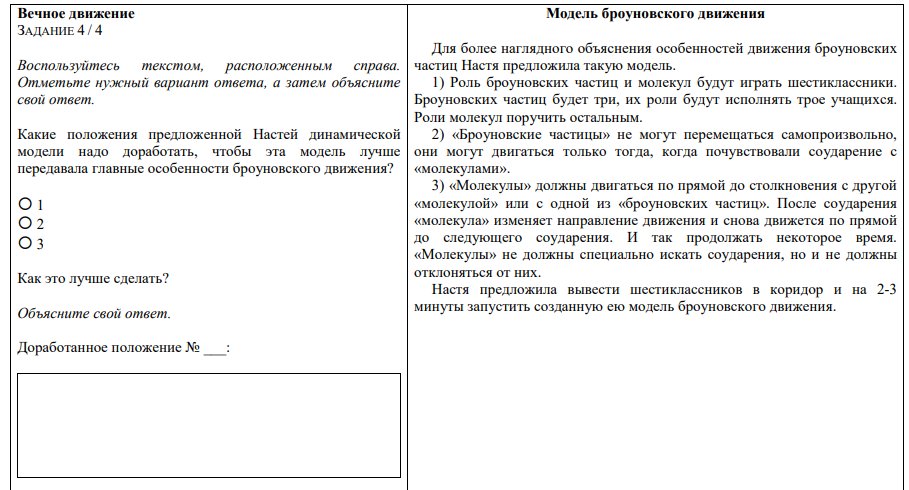 Вечное движение
ЗАДАНИЕ 4 / 4
Воспользуйтесь текстом, расположенным справа.
Отметьте нужный вариант ответа, а затем объясните
свой ответ.
Какие положения предложенной Настей динамической
модели надо доработать, чтобы эта модель лучше
передавала главные особенности броуновского движения?
1
2
3
Как это лучше сделать?
Объясните свой ответ.
Доработанное положение № ___:
Модель броуновского движения
Для более наглядного объяснения особенностей движения броуновских
частиц Настя предложила такую модель.
1) Роль броуновских частиц и молекул будут играть шестиклассники.
Броуновских частиц будет три, их роли будут исполнять трое учащихся.
Роли молекул поручить остальным.
2) «Броуновские частицы» не могут перемещаться самопроизвольно,
они могут двигаться только тогда, когда почувствовали соударение с
«молекулами».
3) «Молекулы» должны двигаться по прямой до столкновения с другой
«молекулой» или с одной из «броуновских частиц». После соударения
«молекула» изменяет направление движения и снова движется по прямой
до следующего соударения. И так продолжать некоторое время.
«Молекулы» не должны специально искать соударения, но и не должны
отклоняться от них.
Настя предложила вывести шестиклассников в коридор и на 2-3
минуты запустить созданную ею модель броуновского движения.